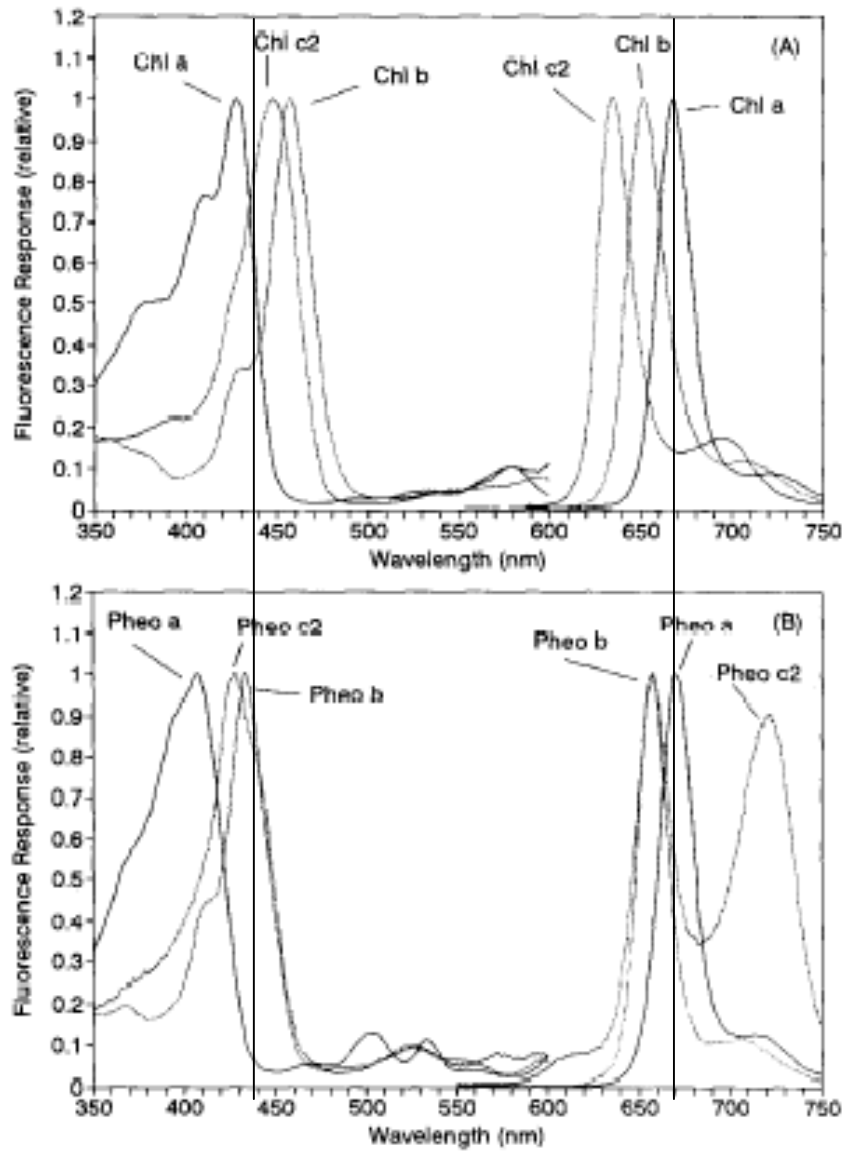 1.2
(A)
Chl c2
Chl b
1.1
Chl a
Chl c2
Chl b
1
Chl a
0.9
0.8
0.7
0.6
0.5
0.4
0.3
0.2
0.1
0
Fluorescence Response (relative)
350 400 450 500 550 600 650 700 750
Wavelength (nm)
1.2
1.1
Pheo a
Pheo c2
Pheo b
Pheo a
(B)
1
Pheo b
Pheo c2
0.9
0.8
0.7
0.6
0.5
0.4
0.3
0.2
0.1
0
Fluorescence Response (relative)
350 400 450 500 550 600 650 700 750
Wavelength (nm)